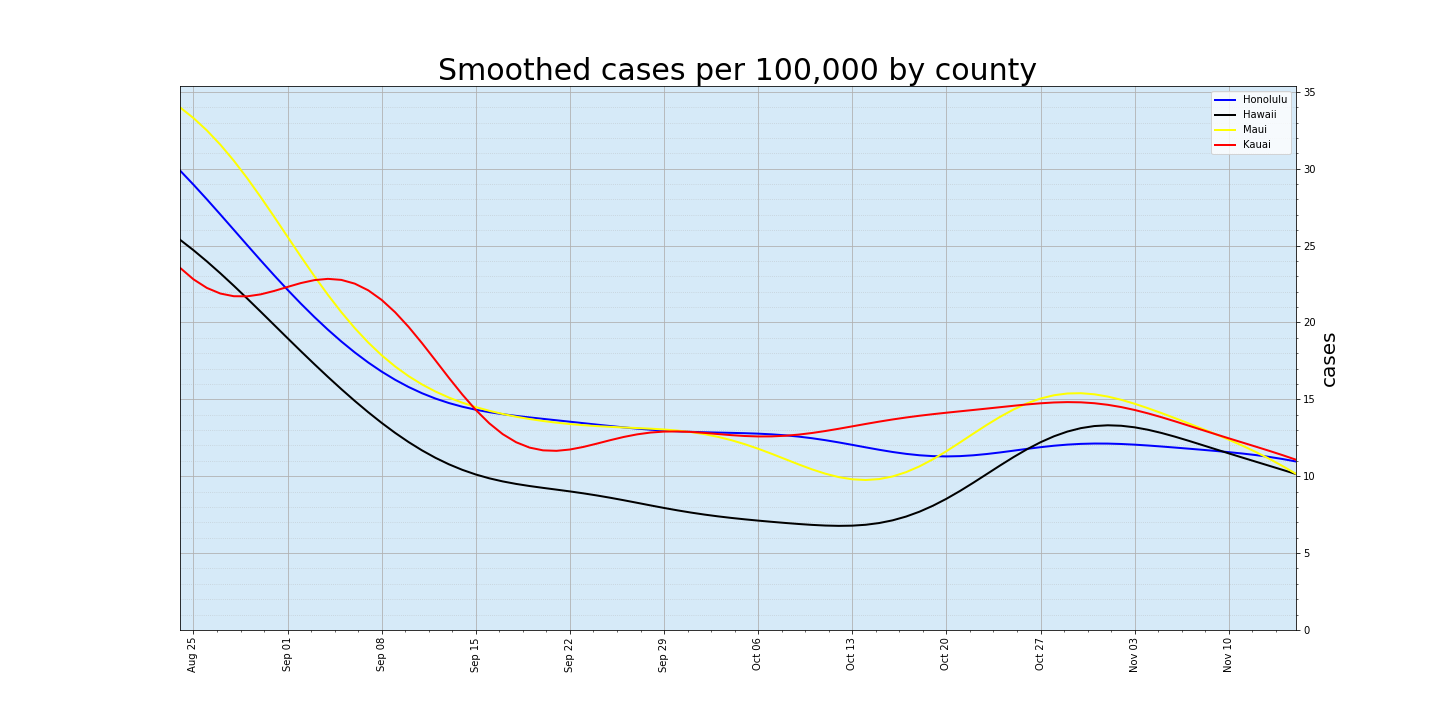 Smoothed cases per 100,000 by county
Honolulu
Hawaii
Maui
Kauai
35
30
25
20
15
10
5
0
cases
Aug 25
Sep 01
Sep 08
Sep 15
Sep 22
Sep 29
Oct 06
Oct 13
Oct 20
Oct 27
Nov 03
Nov 10